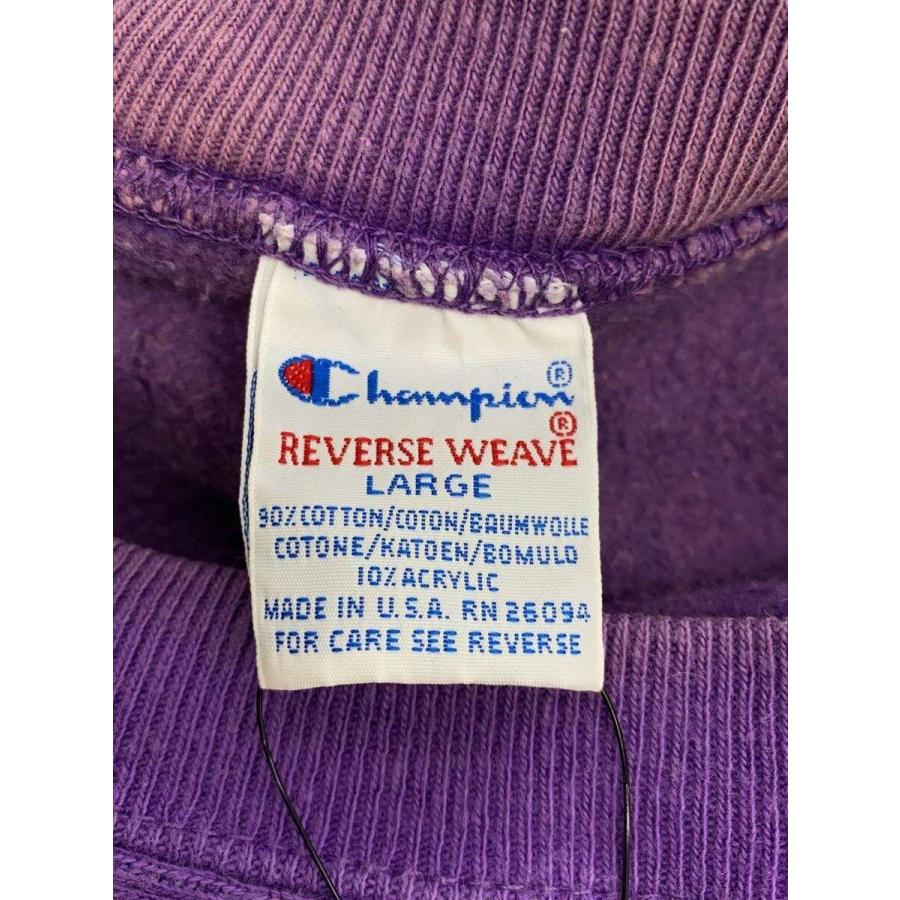 Champion®
REVERSE WEAVE®
LARGE
90% COTTON/COTON/BAUMWOLLE
COTONE/KATOEN/BOMULD
10% ACRYLIC
MADE IN U.S.A. RN 26094
FOR CARE SEE REVERSE